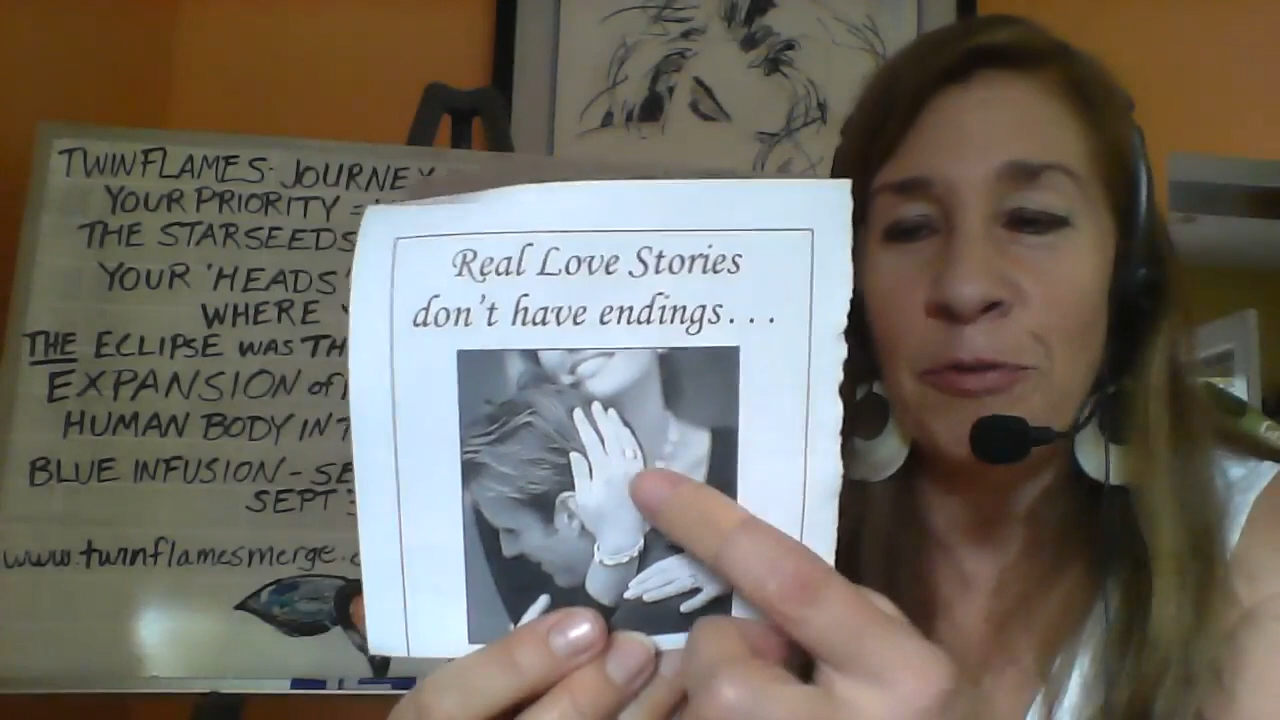 TWINFLAMES JOURNEY
YOUR PRIORITY =
THE STARSEEDS
YOUR 'HEADS'
WHERE
THE ECLIPSE WAS
EXPANSION of
HUMAN BODY IN
BLUE INFUSION -
SEPT
www.twinflamesmerge.
Real Love Stories
don't have endings...